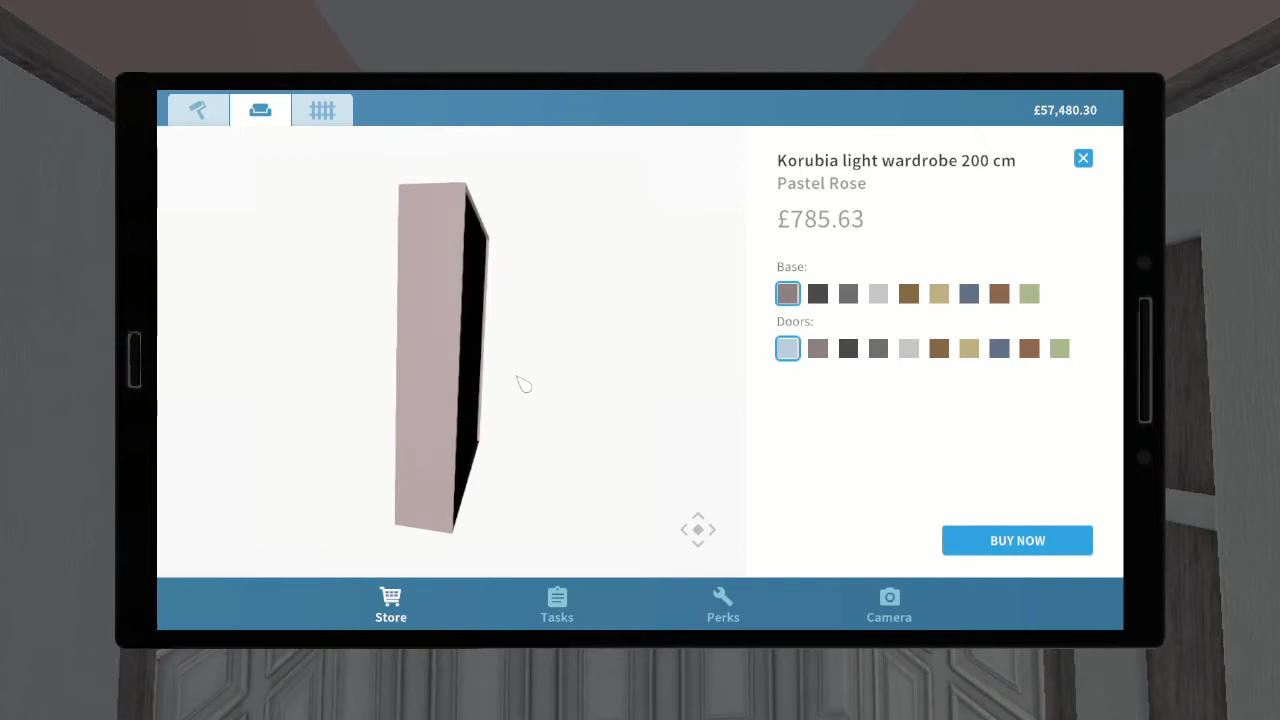 £57,480.30
Korubia light wardrobe 200 cm
Pastel Rose
£785.63
Base:
Doors:
BUY NOW
Store
Tasks
Perks
Camera